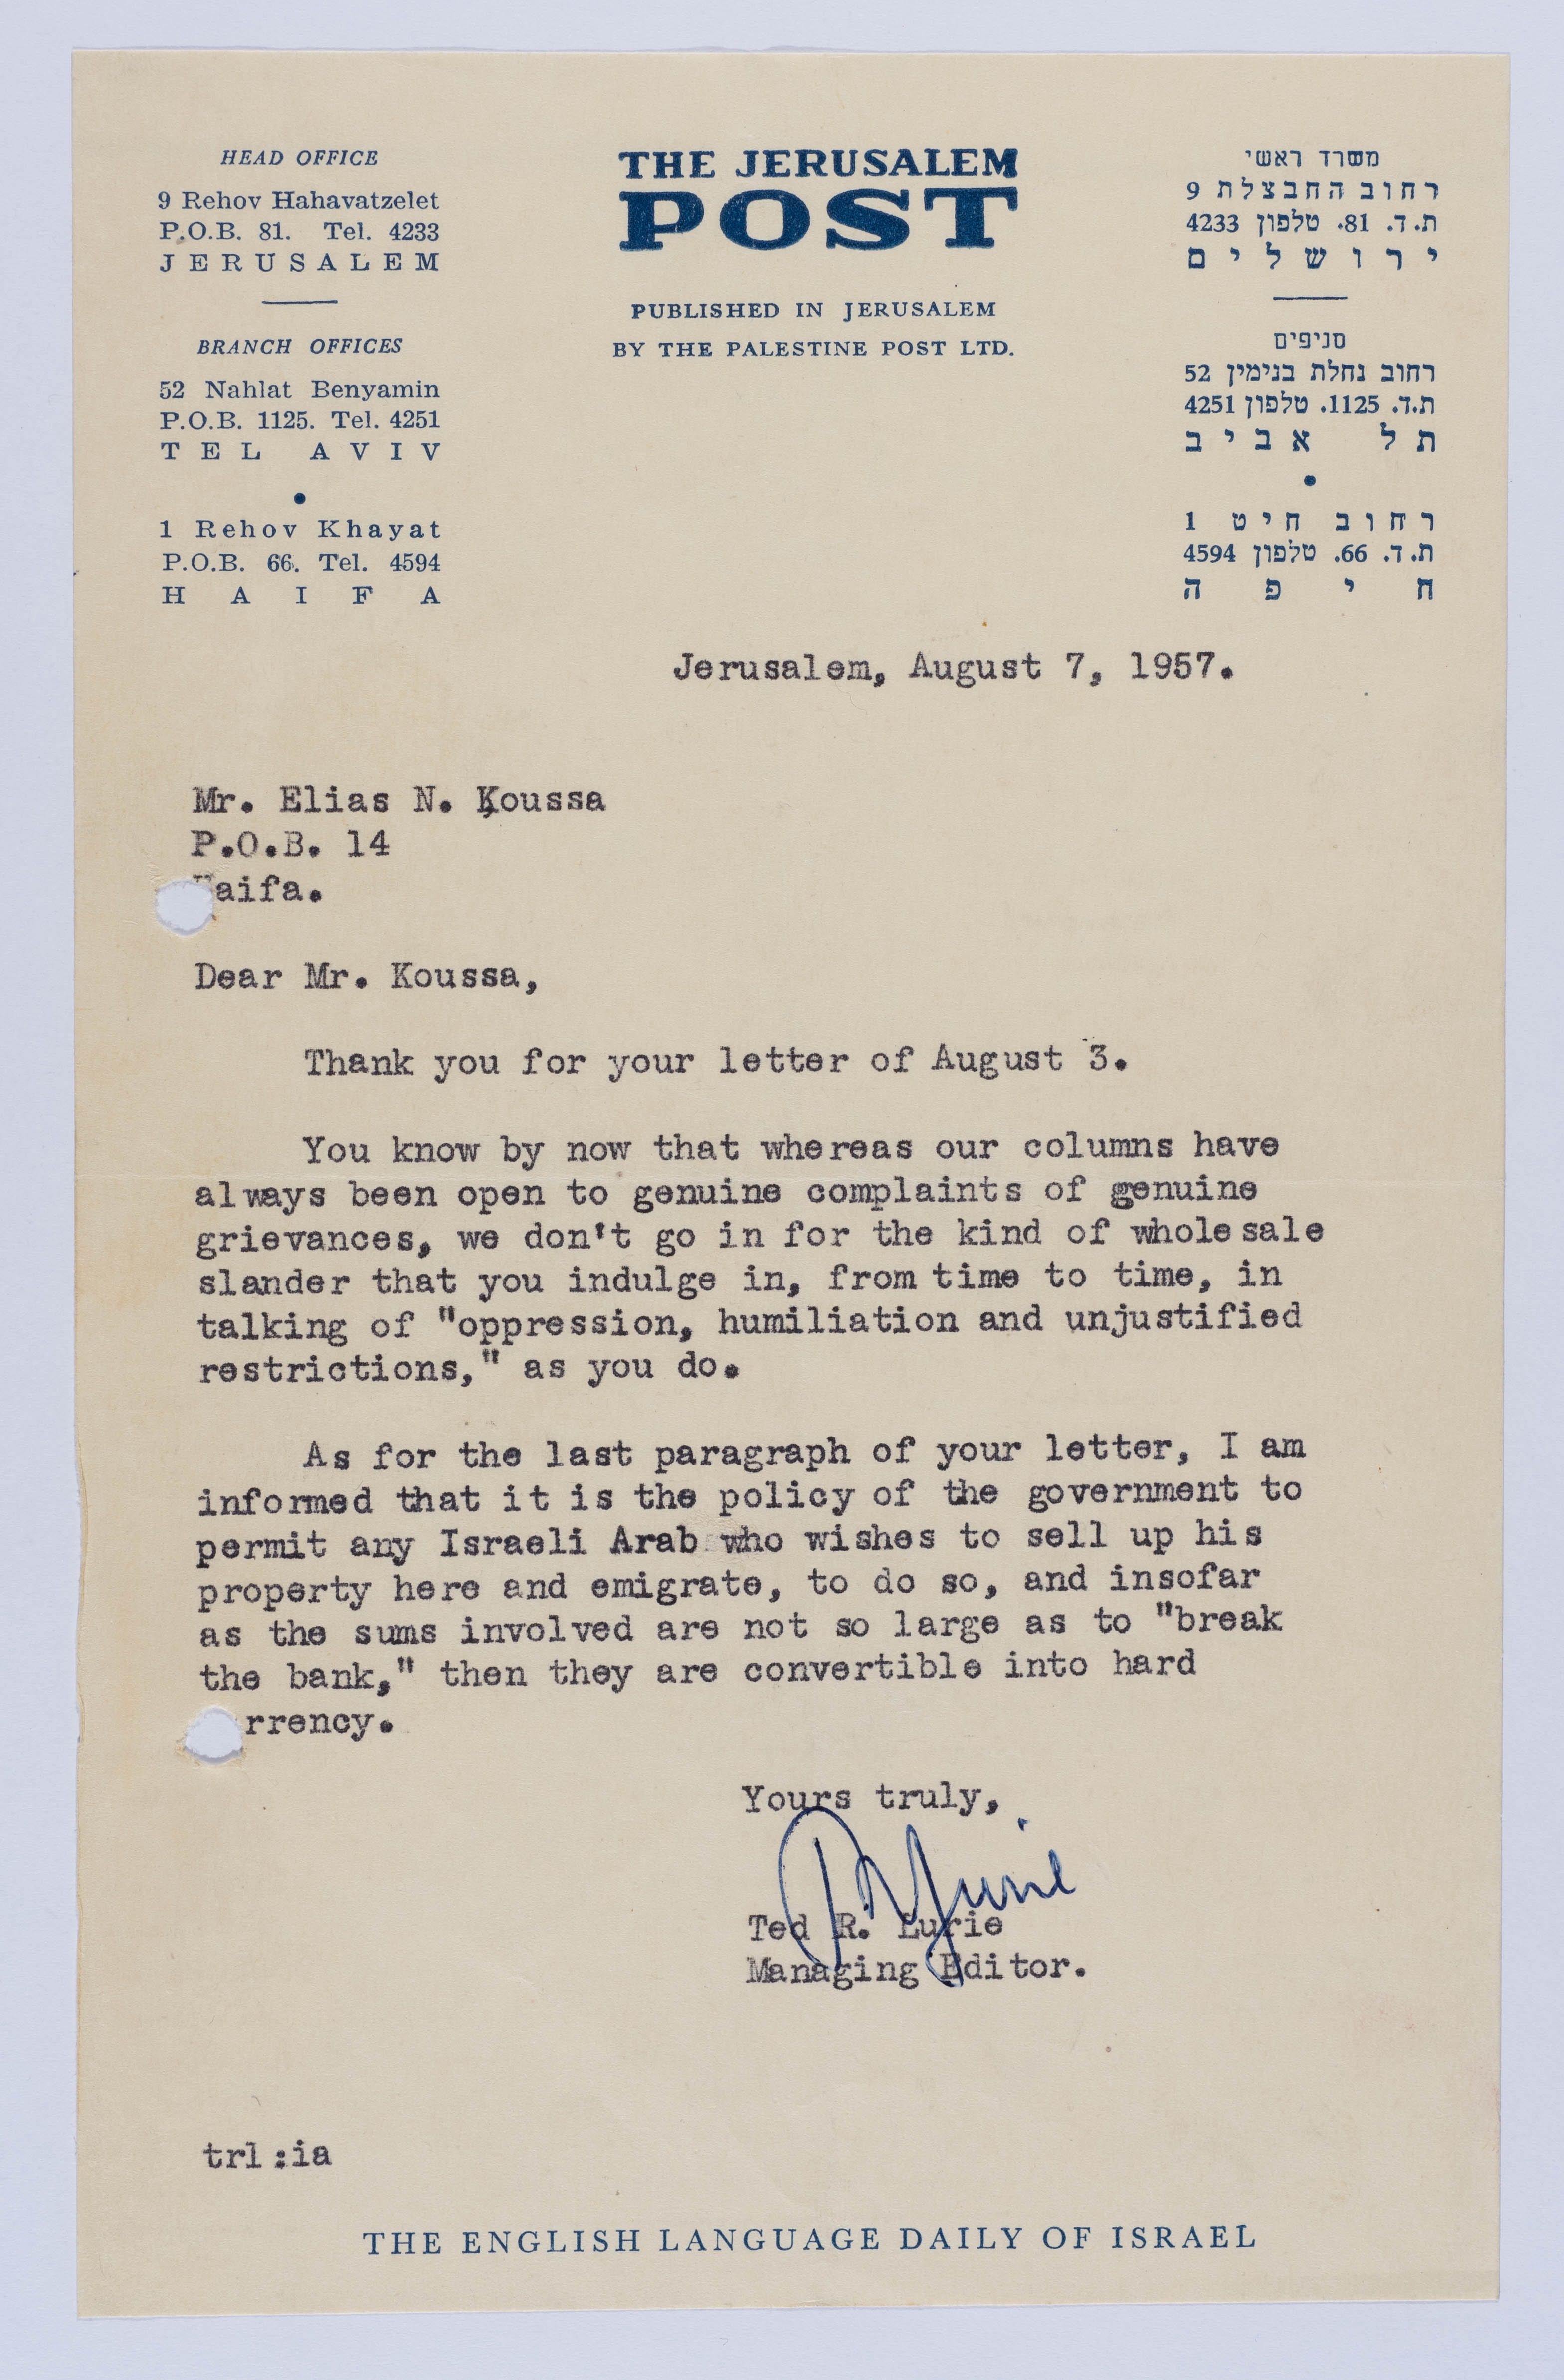 HEAD OFFICE
9 Rehov Hahavatzelet
P.O.B. 81. Tel. 4233
JERUSALEM
BRANCH OFFICES
52 Nahlat Benyamin
P.O.B. 1125. Tel. 4251
TEL AVIV
1 Rehov Khayat
P.O.B. 66. Tel. 4594
HAIFA
THE JERUSALEM
POST
PUBLISHED IN JERUSALEM
BY THE PALESTINE POST LTD.
משרד ראשי
רחוב החבצלת 9
ת.ד. 81. טלפון 4233
ירושלים
סניפים
רחוב נחלת בנימין 52
ת.ד. 1125. טלפון 4251
תל אביב
רחוב חיט 1
ת.ד. 66. טלפון 4594
חיפה
Jerusalem, August 7, 1957.
Mr. Elias N. Koussa
P.O.B. 14
Haifa.
Dear Mr. Koussa,
Thank you for your letter of August 3.
You know by now that whereas our columns have
always been open to genuine complaints of genuine
grievances, we don't go in for the kind of wholesale
slander that you indulge in, from time to time, in
talking of "oppression, humiliation and unjustified
restrictions," as you do.
As for the last paragraph of your letter, I am
informed that it is the policy of the government to
permit any Israeli Arab who wishes to sell up his
property here and emigrate, to do so, and insofar
as the sums involved are not so large as to "break
the bank," then they are convertible into hard
rrency.
Yours truly,
TRLurie
Ted R. Lurie
Managing Editor.
trl:ia
THE ENGLISH LANGUAGE DAILY OF ISRAEL